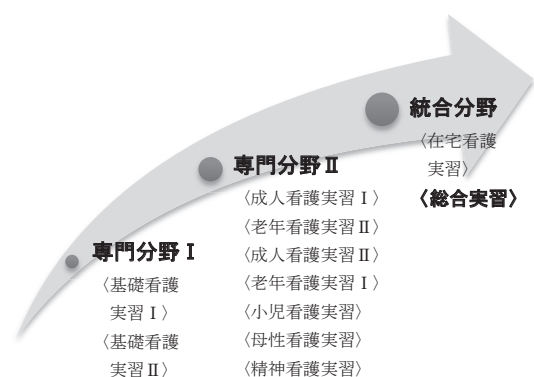 統合分野
〈在宅看護
実習〉
〈総合実習〉
専門分野Ⅱ
〈成人看護実習Ⅰ〉
〈老年看護実習Ⅱ〉
〈成人看護実習Ⅱ〉
〈老年看護実習Ⅰ〉
〈小児看護実習〉
〈母性看護実習〉
〈精神看護実習〉
専門分野Ⅰ
〈基礎看護
実習Ⅰ〉
〈基礎看護
実習Ⅱ〉